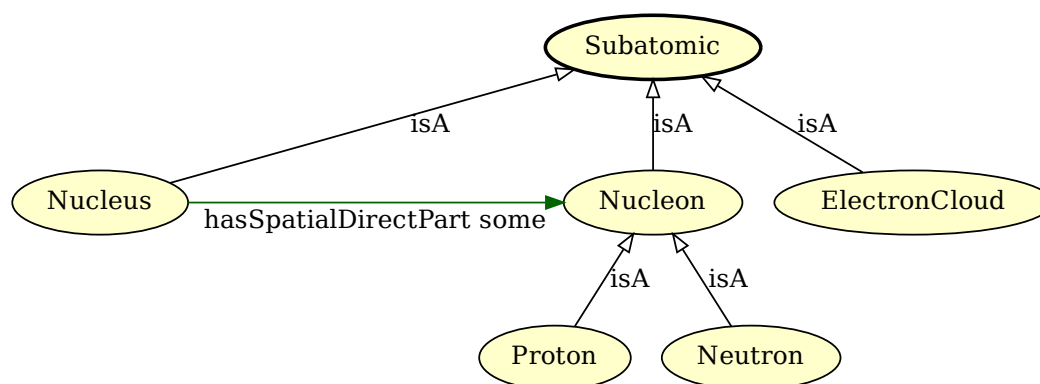 Subatomic
isA
isA
isA
Nucleus
hasSpatialDirectPart some
Nucleon
ElectronCloud
isA
isA
Proton
Neutron